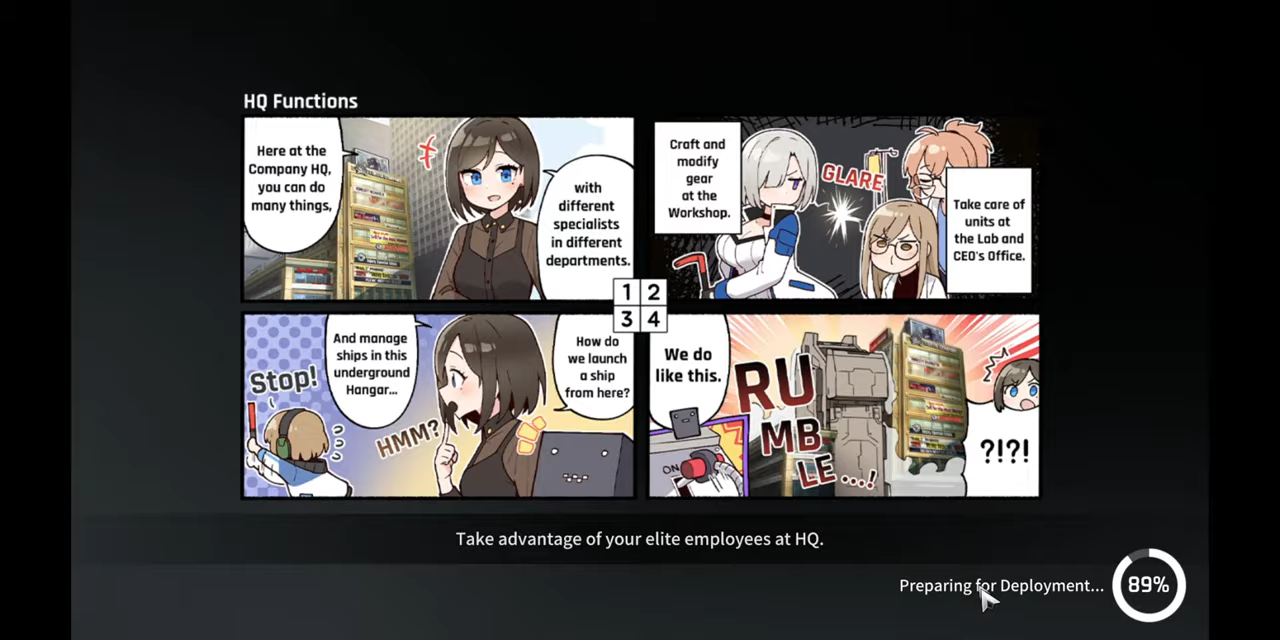 HQ Functions
Here at the
Company HQ,
you can do
many things,
with
different
specialists
in different
departments.
Craft and
modify
gear
at the
Workshop.
GLARE
Take care of
units at
the Lab and
CEO's Office.
1 2
3 4
Stop!
And manage
ships in this
underground
Hangar...
HMM?
How do
we launch
a ship
from here?
We do
like this.
ON
RU
MB
LE...!
?!?!
Take advantage of your elite employees at HQ.
Preparing for Deployment...
89%